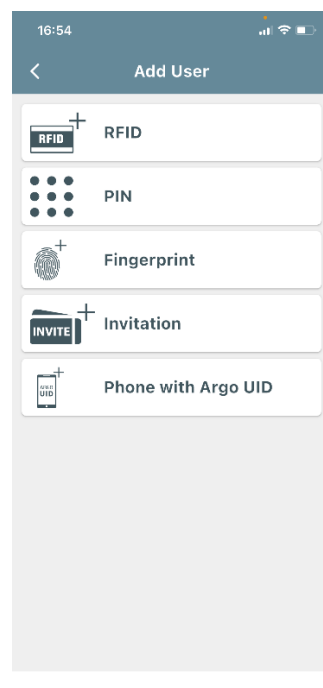 16:54
Add User
RFID
RFID
PIN
Fingerprint
INVITE
Invitation
ARGO
UID
Phone with Argo UID